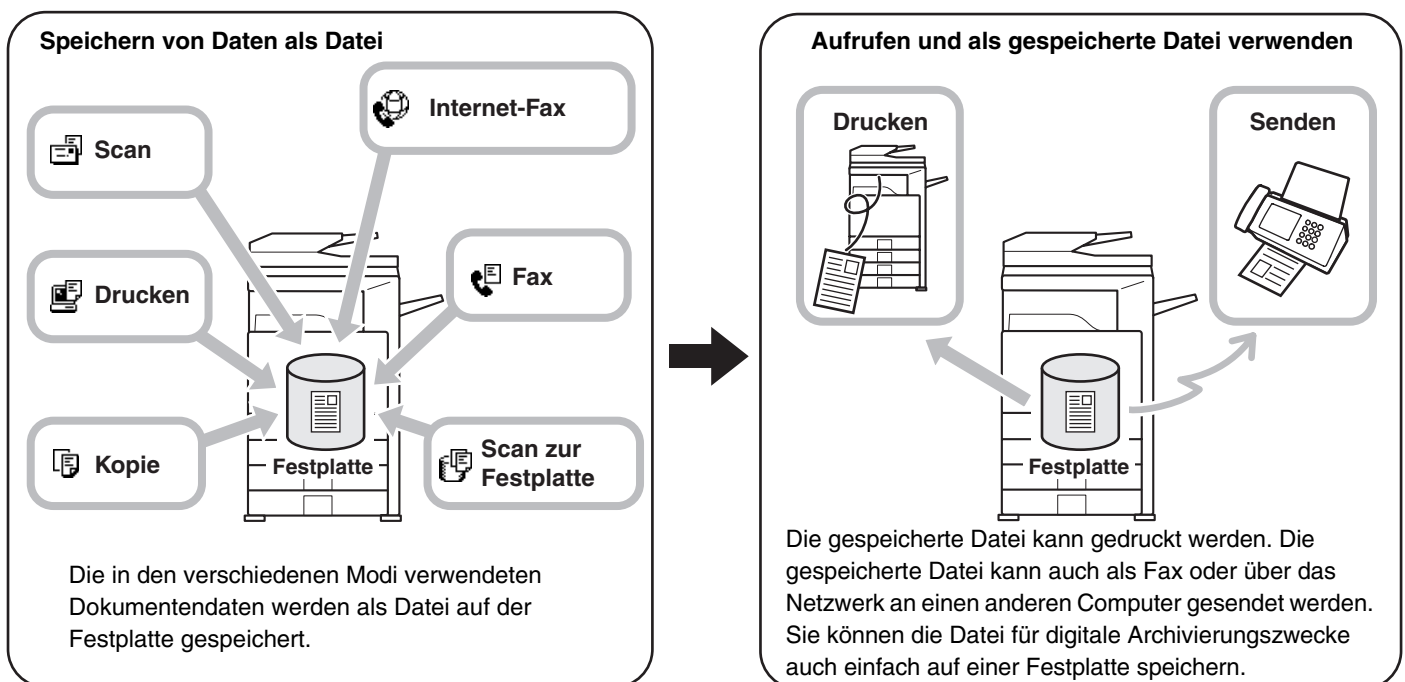 Speichern von Daten als Datei
Internet-Fax
Scan
Drucken
Fax
Kopie
Scan zur
Festplatte
Festplatte
Die in den verschiedenen Modi verwendeten
Dokumentendaten werden als Datei auf der
Festplatte gespeichert.
Aufrufen und als gespeicherte Datei verwenden
Drucken
Senden
Festplatte
Die gespeicherte Datei kann gedruckt werden. Die
gespeicherte Datei kann auch als Fax oder über das
Netzwerk an einen anderen Computer gesendet werden.
Sie können die Datei für digitale Archivierungszwecke
auch einfach auf einer Festplatte speichern.